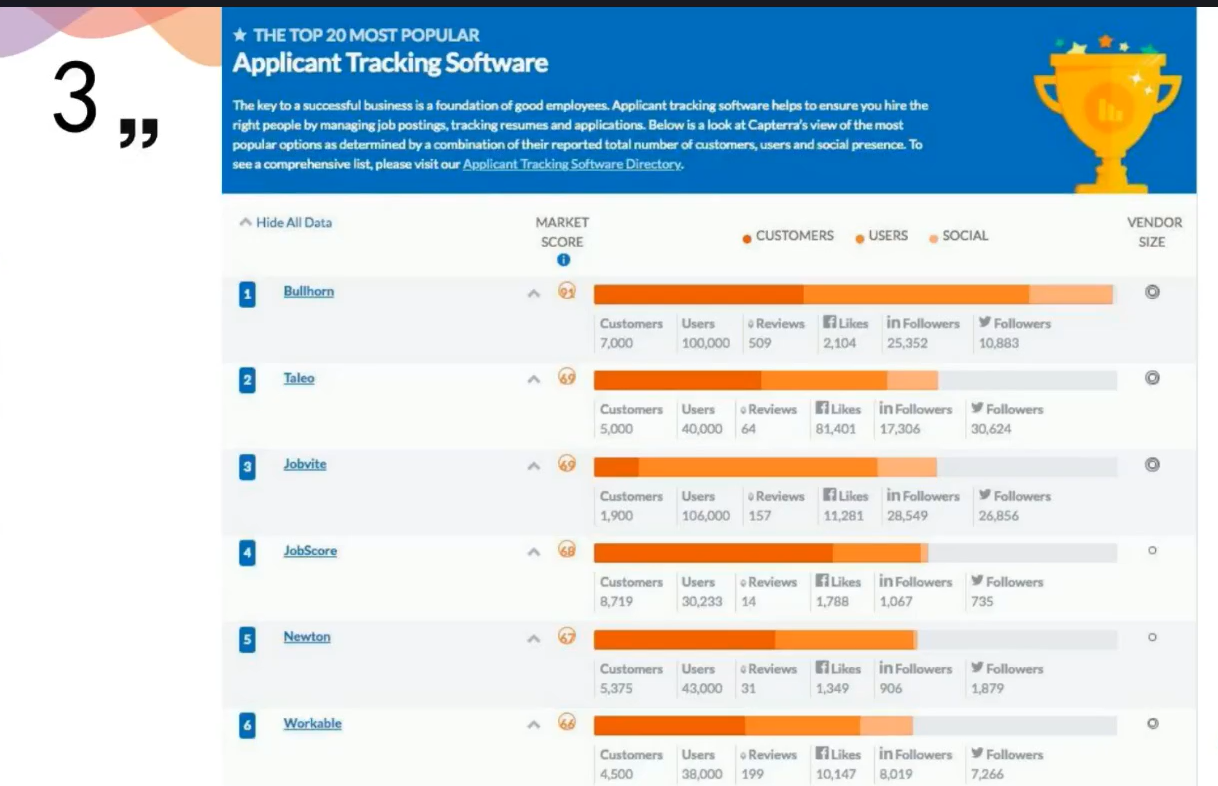 3 „
★ THE TOP 20 MOST POPULAR
Applicant Tracking Software
The key to a successful business is a foundation of good employees. Applicant tracking software helps to ensure you hire the
right people by managing job postings, tracking resumes and applications. Below is a look at Capterra's view of the most
popular options as determined by a combination of their reported total number of customers, users and social presence. To
see a comprehensive list, please visit our Applicant Tracking Software Directory.
Hide All Data
MARKET
SCORE
CUSTOMERS USERS SOCIAL
VENDOR
SIZE
1 Bullhorn 91
Customers Users Reviews Likes in Followers Followers
7,000 100,000 509 2,104 25,352 10,883
2 Taleo 69
Customers Users Reviews Likes in Followers Followers
5,000 40,000 64 81,401 17,306 30,624
3 Jobvite 69
Customers Users Reviews Likes in Followers Followers
1,900 106,000 157 11,281 28,549 26,856
4 JobScore 68
Customers Users Reviews Likes in Followers Followers
8,719 30,233 14 1,788 1,067 735
5 Newton 67
Customers Users Reviews Likes in Followers Followers
5,375 43,000 31 1,349 906 1,879
6 Workable 66
Customers Users Reviews Likes in Followers Followers
4,500 38,000 199 10,147 8,019 7,266